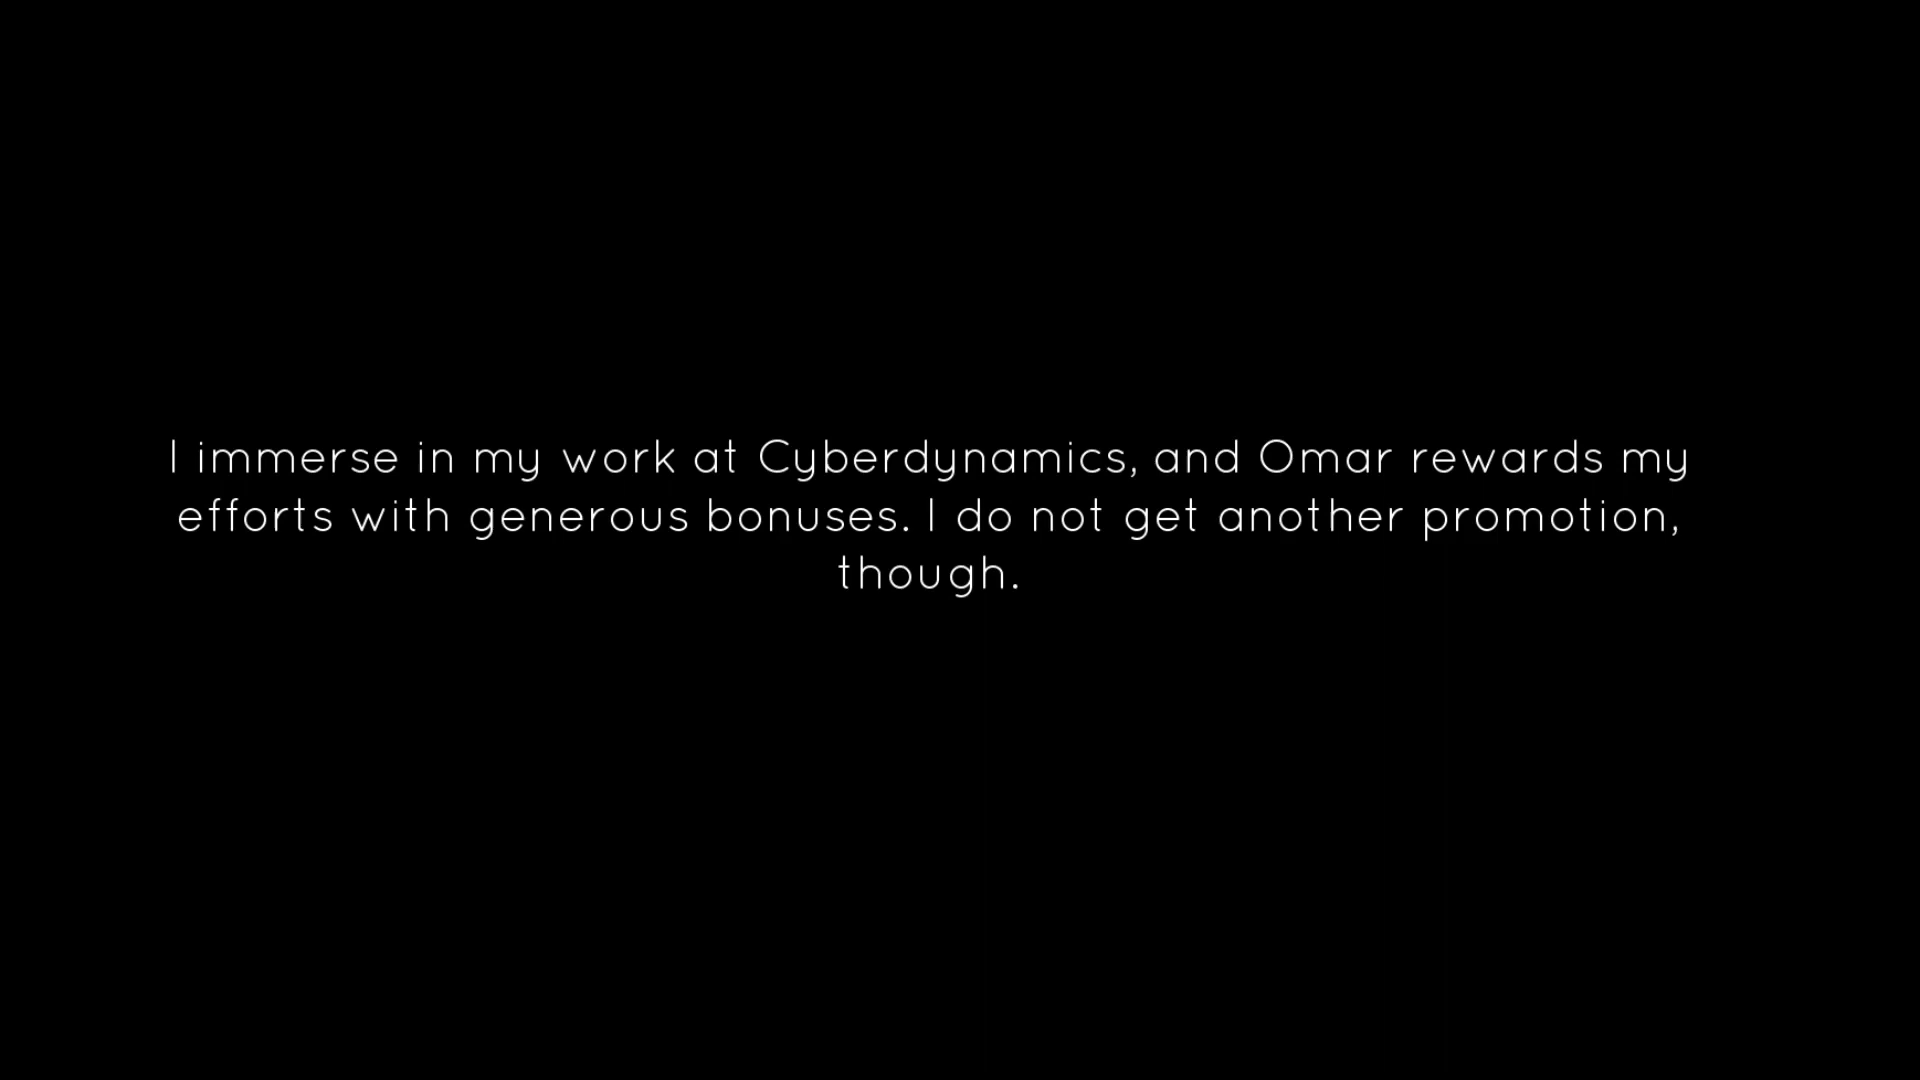 I immerse in my work at Cyberdynamics, and Omar rewards my
efforts with generous bonuses. I do not get another promotion,
though.